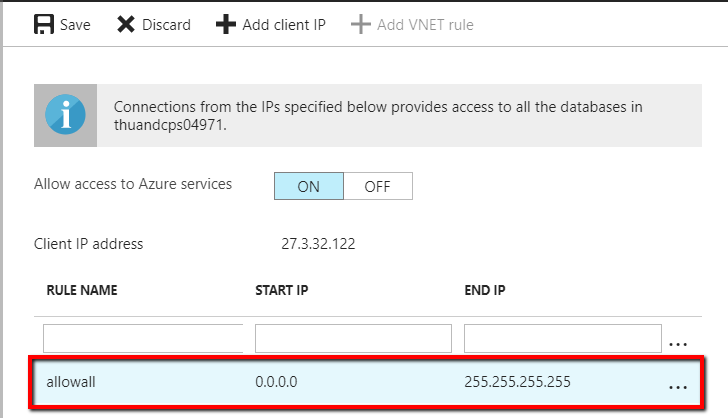 Save Discard Add client IP Add VNET rule
Connections from the IPs specified below provides access to all the databases in
thuandcps04971.
Allow access to Azure services ON OFF
Client IP address 27.3.32.122
RULE NAME START IP END IP
...
allowall 0.0.0.0 255.255.255.255 ...